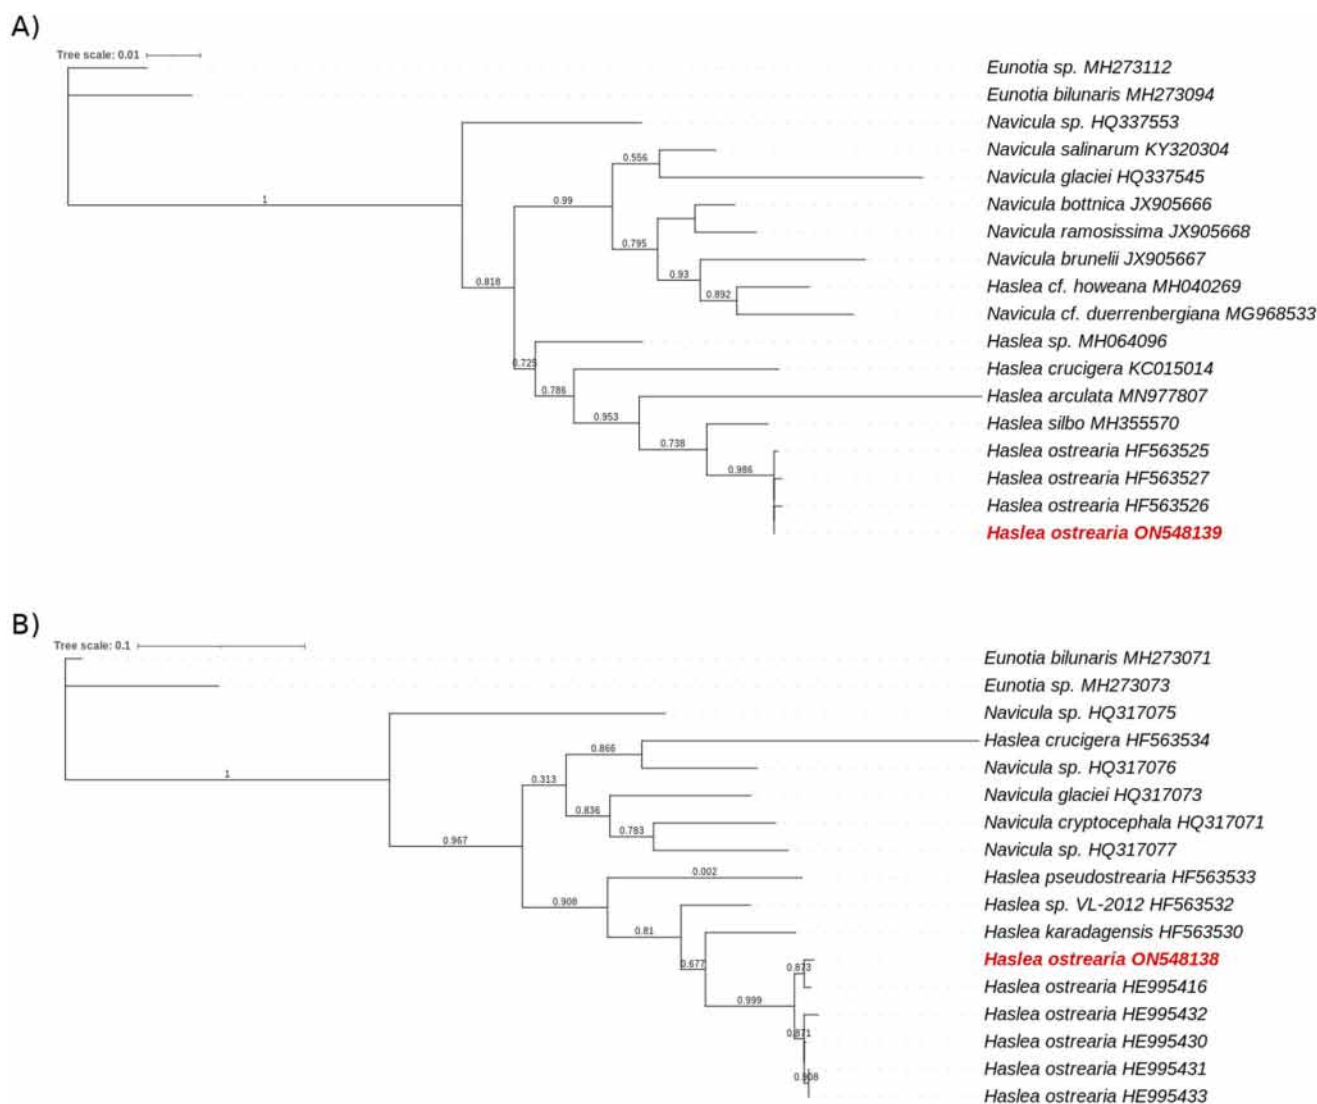 A)
Tree scale: 0.01
Eunotia sp. MH273112
Eunotia bilunaris MH273094
Navicula sp. HQ337553
0.556
Navicula salinarum KY320304
Navicula glaciei HQ337545
1
0.99
Navicula bottnica JX905666
Navicula ramosissima JX905668
0.795
Navicula brunelii JX905667
0.93
0.818
0.892
Haslea cf. howeana MH040269
Navicula cf. duerrenbergiana MG968533
Haslea sp. MH064096
0.725
Haslea crucigera KC015014
0.786
Haslea arculata MN977807
0.953
Haslea silbo MH355570
0.738
Haslea ostrearia HF563525
0.986
Haslea ostrearia HF563527
Haslea ostrearia HF563526
Haslea ostrearia ON548139
B)
Tree scale: 0.1
Eunotia bilunaris MH273071
Eunotia sp. MH273073
Navicula sp. HQ317075
0.866
Haslea crucigera HF563534
Navicula sp. HQ317076
1
0.313
Navicula glaciei HQ317073
0.836
Navicula cryptocephala HQ317071
0.783
0.967
Navicula sp. HQ317077
0.002
Haslea pseudostrearia HF563533
0.908
Haslea sp. VL-2012 HF563532
0.81
Haslea karadagensis HF563530
0.677
Haslea ostrearia ON548138
0.873
Haslea ostrearia HE995416
0.999
Haslea ostrearia HE995432
0.871
Haslea ostrearia HE995430
Haslea ostrearia HE995431
Haslea ostrearia HE995433